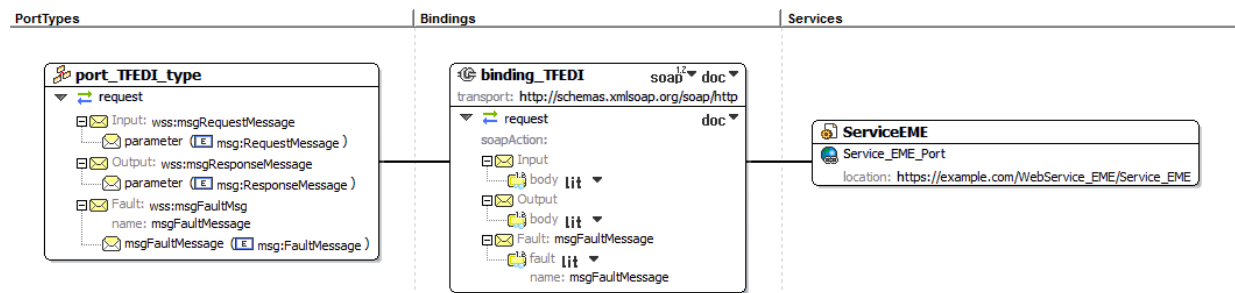 PortTypes
Bindings
Services
port_TFEDI_type
request
Input: wss:msgRequestMessage
parameter ( E msg:RequestMessage )
Output: wss:msgResponseMessage
parameter ( E msg:ResponseMessage )
Fault: wss:msgFaultMsg
name: msgFaultMessage
msgFaultMessage ( E msg:FaultMessage )
binding_TFEDI soap 1.2 doc
transport: http://schemas.xmlsoap.org/soap/http
request doc
soapAction:
Input
body lit
Output
body lit
Fault: msgFaultMessage
fault lit
name: msgFaultMessage
ServiceEME
Service_EME_Port
location: https://example.com/WebService_EME/Service_EME